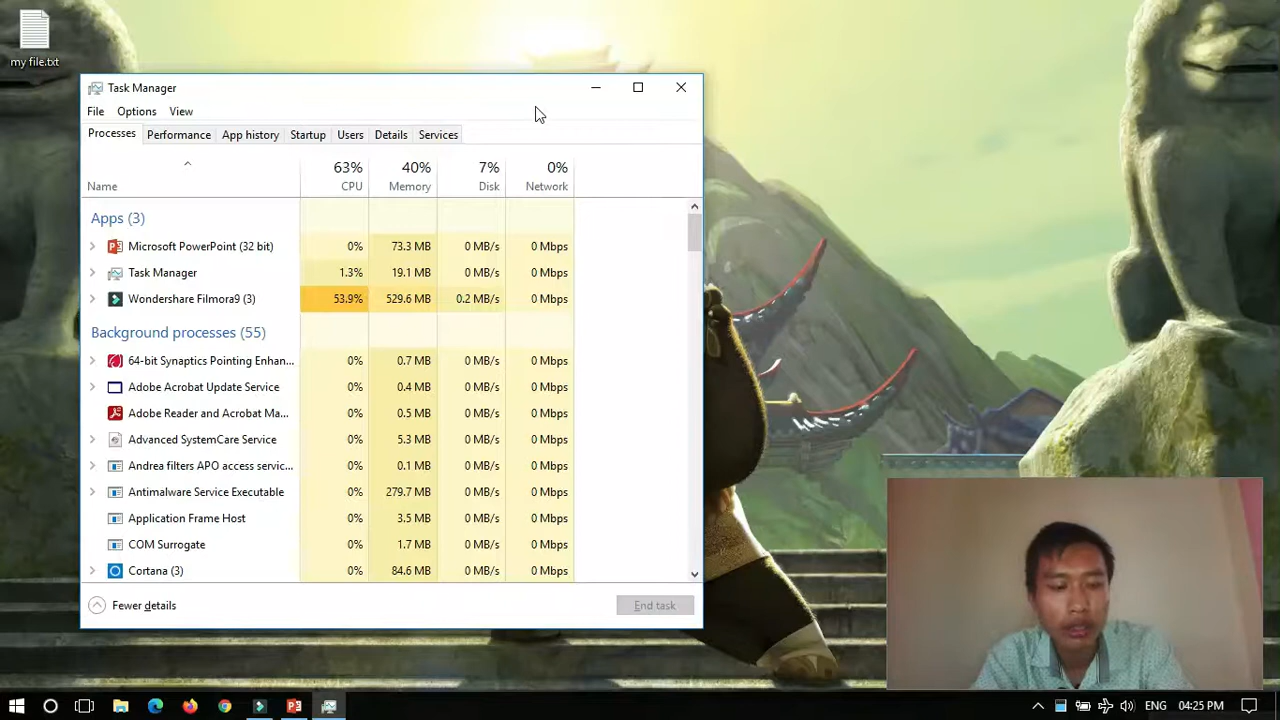 my file.txt
Task Manager
File Options View
Processes Performance App history Startup Users Details Services
63% 40% 7% 0%
Name CPU Memory Disk Network
Apps (3)
Microsoft PowerPoint (32 bit) 0% 73.3 MB 0 MB/s 0 Mbps
Task Manager 1.3% 19.1 MB 0 MB/s 0 Mbps
Wondershare Filmora9 (3) 53.9% 529.6 MB 0.2 MB/s 0 Mbps
Background processes (55)
64-bit Synaptics Pointing Enhan... 0% 0.7 MB 0 MB/s 0 Mbps
Adobe Acrobat Update Service 0% 0.4 MB 0 MB/s 0 Mbps
Adobe Reader and Acrobat Ma... 0% 0.5 MB 0 MB/s 0 Mbps
Advanced SystemCare Service 0% 5.3 MB 0 MB/s 0 Mbps
Andrea filters APO access servic... 0% 0.1 MB 0 MB/s 0 Mbps
Antimalware Service Executable 0% 279.7 MB 0 MB/s 0 Mbps
Application Frame Host 0% 3.5 MB 0 MB/s 0 Mbps
COM Surrogate 0% 1.7 MB 0 MB/s 0 Mbps
Cortana (3) 0% 84.6 MB 0 MB/s 0 Mbps
Fewer details End task
ENG 04:25 PM